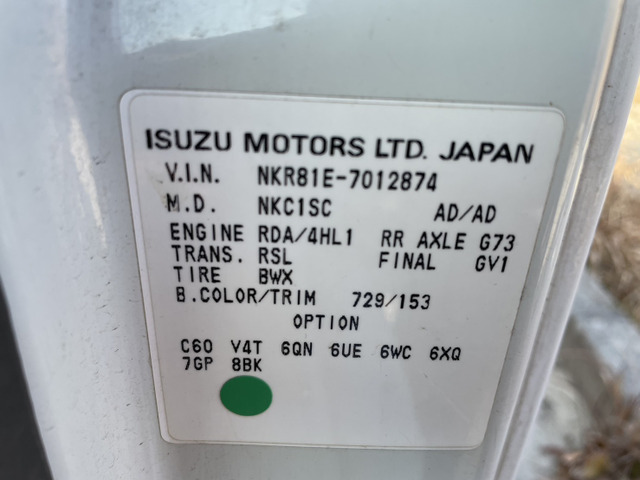 ISUZU MOTORS LTD. JAPAN
V.I.N. NKR81E-7012874
M.D. NKC1SC AD/AD
ENGINE RDA/4HL1 RR AXLE G73
TRANS. RSL FINAL GV1
TIRE BWX
B.COLOR/TRIM 729/153
OPTION
C60 V4T 6QN 6UE 6WC 6XQ
7GP 8BK